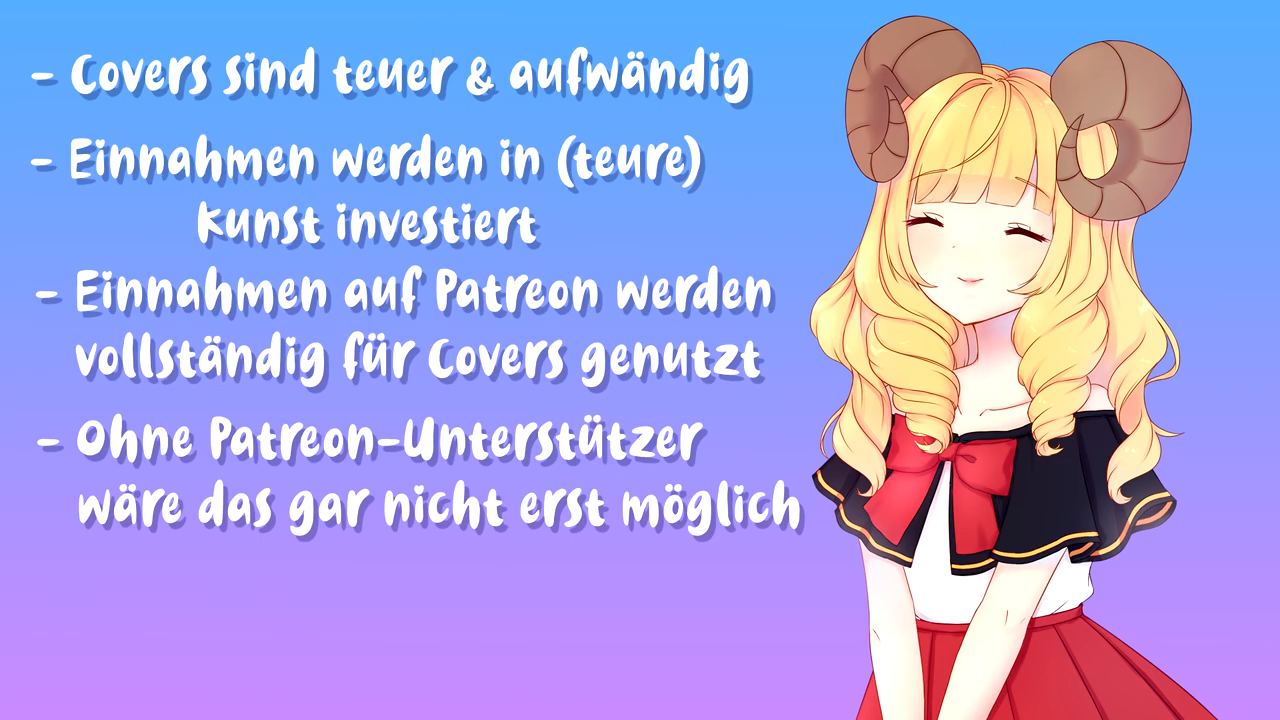 - Covers sind teuer & aufwändig
- Einnahmen werden in (teure)
kunst investiert
- Einnahmen auf Patreon werden
vollständig für Covers genutzt
- Ohne Patreon-Unterstützer
wäre das gar nicht erst möglich